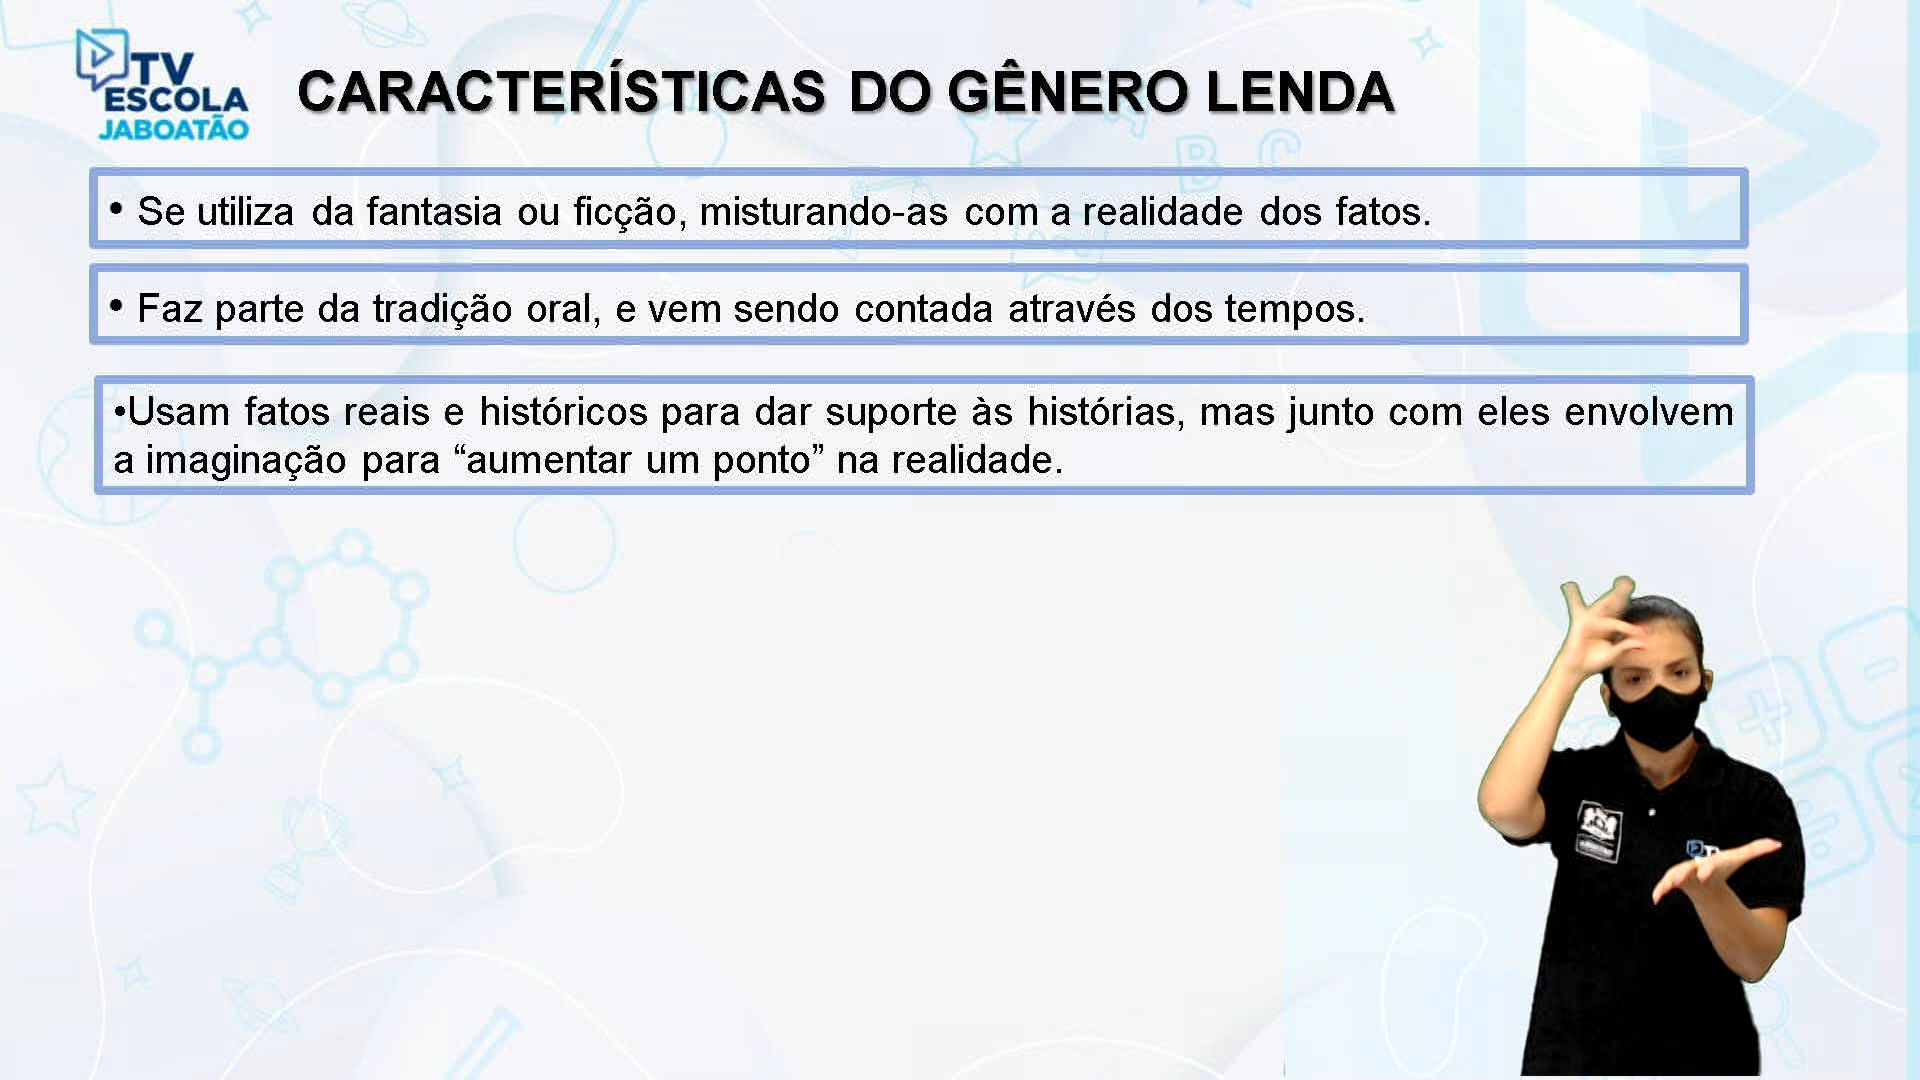 TV
ESCOLA
JABOATÃO
CARACTERÍSTICAS DO GÊNERO LENDA
• Se utiliza da fantasia ou ficção, misturando-as com a realidade dos fatos.
• Faz parte da tradição oral, e vem sendo contada através dos tempos.
•Usam fatos reais e históricos para dar suporte às histórias, mas junto com eles envolvem
a imaginação para “aumentar um ponto” na realidade.
A
B C